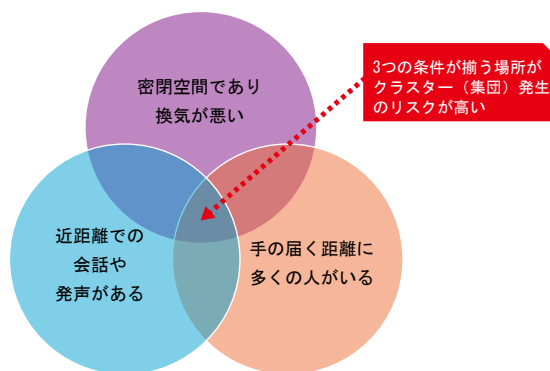 密閉空間であり
換気が悪い
3つの条件が揃う場所が
クラスター（集団）発生
のリスクが高い
近距離での
会話や
発声がある
手の届く距離に
多くの人がいる